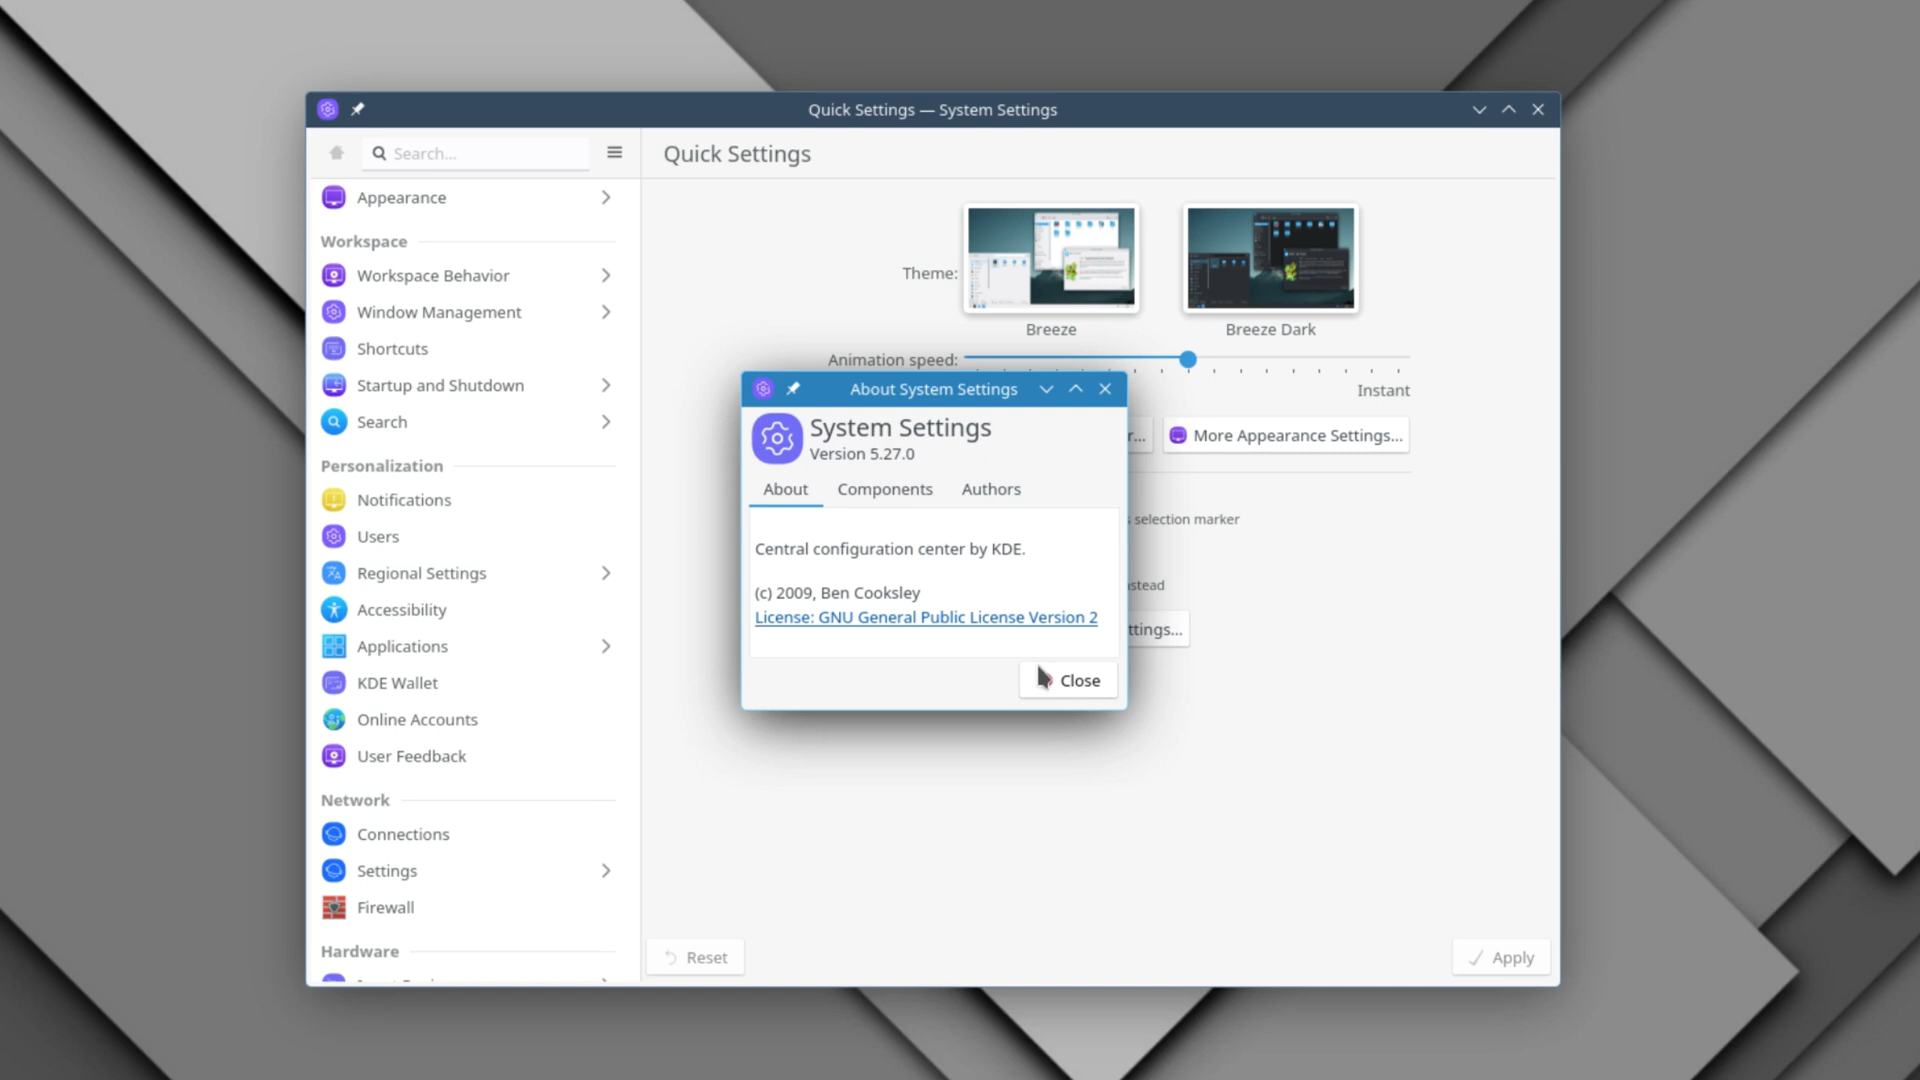 Quick Settings — System Settings
Search...
Quick Settings
Appearance
Workspace
Workspace Behavior
Window Management
Shortcuts
Startup and Shutdown
Search
Personalization
Notifications
Users
Regional Settings
Accessibility
Applications
KDE Wallet
Online Accounts
User Feedback
Network
Connections
Settings
Firewall
Hardware
Theme:
Breeze
Breeze Dark
Animation speed:
Instant
r...
More Appearance Settings...
selection marker
stead
ttings...
About System Settings
System Settings
Version 5.27.0
About
Components
Authors
Central configuration center by KDE.
(c) 2009, Ben Cooksley
License: GNU General Public License Version 2
Close
Reset
Apply